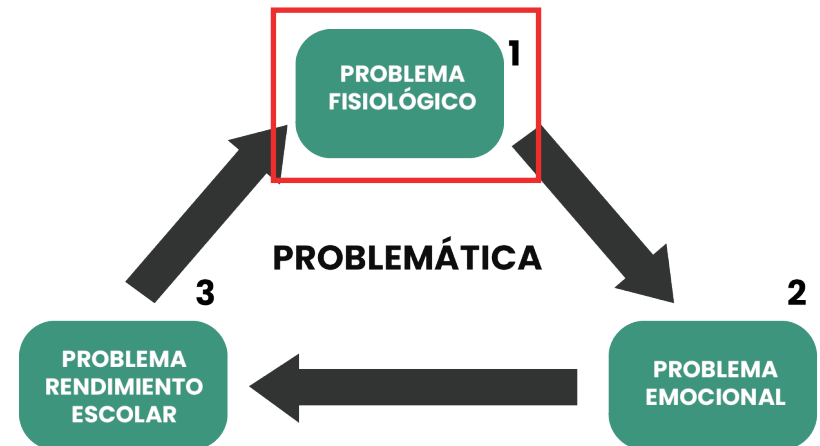 1
PROBLEMA
FISIOLÓGICO
PROBLEMÁTICA
3
2
PROBLEMA
RENDIMIENTO
ESCOLAR
PROBLEMA
EMOCIONAL